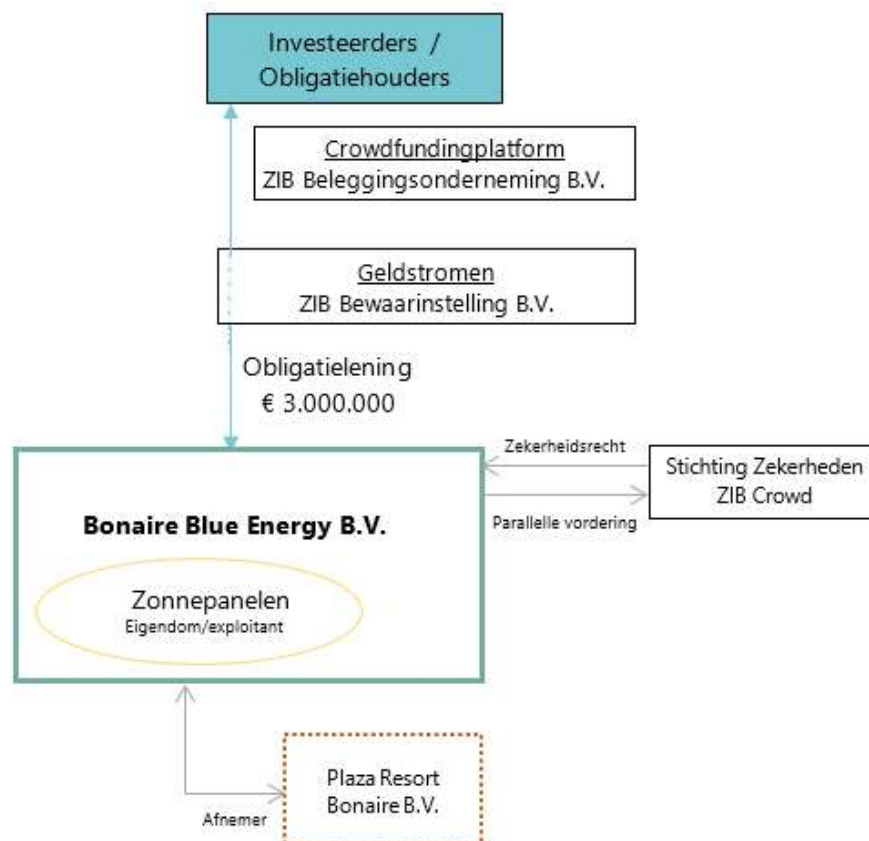 Investeerders /
Obligatiehouders
Crowdfundingplatform
ZIB Beleggingsonderneming B.V.
Geldstromen
ZIB Bewaarinstelling B.V.
Obligatielening
€ 3.000.000
Zekerheidsrecht
Stichting Zekerheden
ZIB Crowd
Parallelle vordering
Bonaire Blue Energy B.V.
Zonnepanelen
Eigendom/exploitant
Plaza Resort
Bonaire B.V.
Afnemer